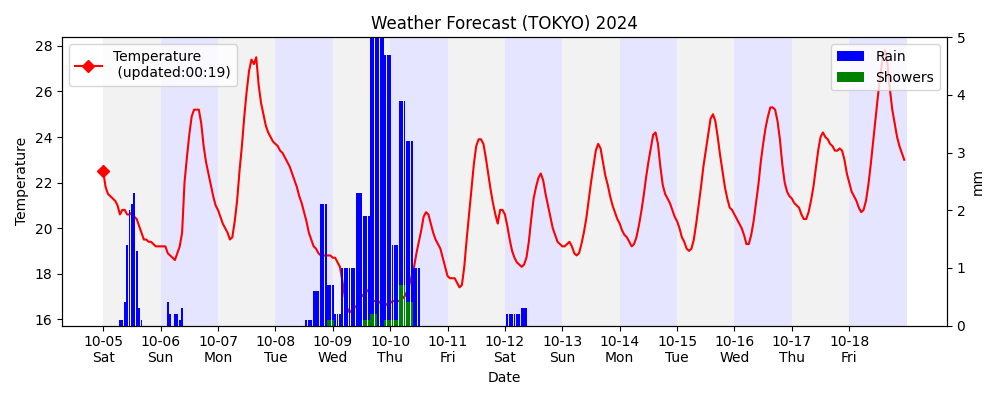 Weather Forecast (TOKYO) 2024
Temperature
(updated:00:19)
Rain
Showers
Temperature
28
26
24
22
20
18
16
5
4
3
2
1
0
mm
10-05 10-06 10-07 10-08 10-09 10-10 10-11 10-12 10-13 10-14 10-15 10-16 10-17 10-18
Sat Sun Mon Tue Wed Thu Fri Sat Sun Mon Tue Wed Thu Fri
Date